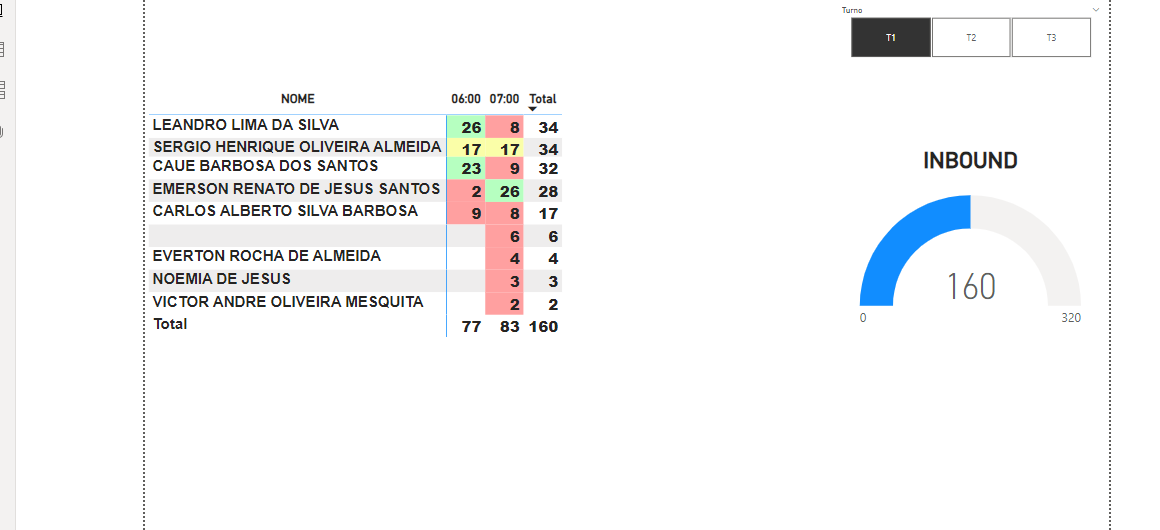 Turno
T1 T2 T3
NOME 06:00 07:00 Total
LEANDRO LIMA DA SILVA 26 8 34
SERGIO HENRIQUE OLIVEIRA ALMEIDA 17 17 34
CAUE BARBOSA DOS SANTOS 23 9 32
EMERSON RENATO DE JESUS SANTOS 2 26 28
CARLOS ALBERTO SILVA BARBOSA 9 8 17
6 6
EVERTON ROCHA DE ALMEIDA 4 4
NOEMIA DE JESUS 3 3
VICTOR ANDRE OLIVEIRA MESQUITA 2 2
Total 77 83 160
INBOUND
160
0 320